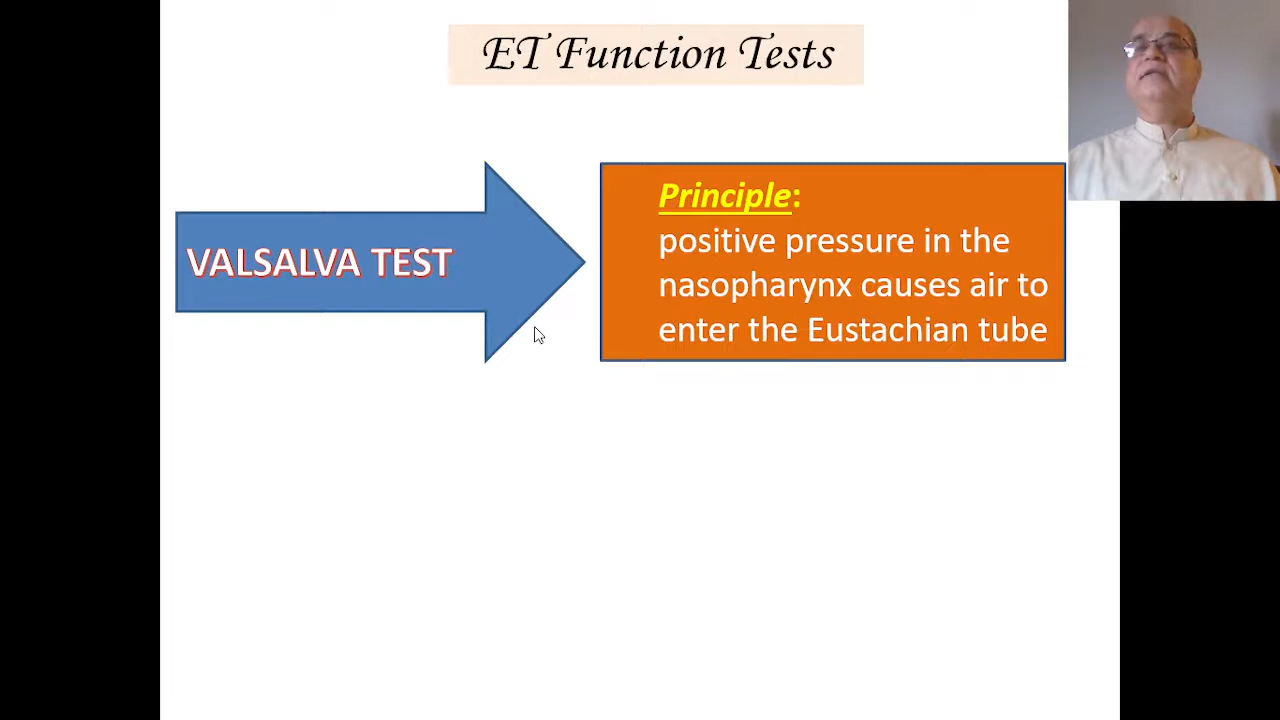 ET Function Tests
VALSALVA TEST
Principle:
positive pressure in the
nasopharynx causes air to
enter the Eustachian tube